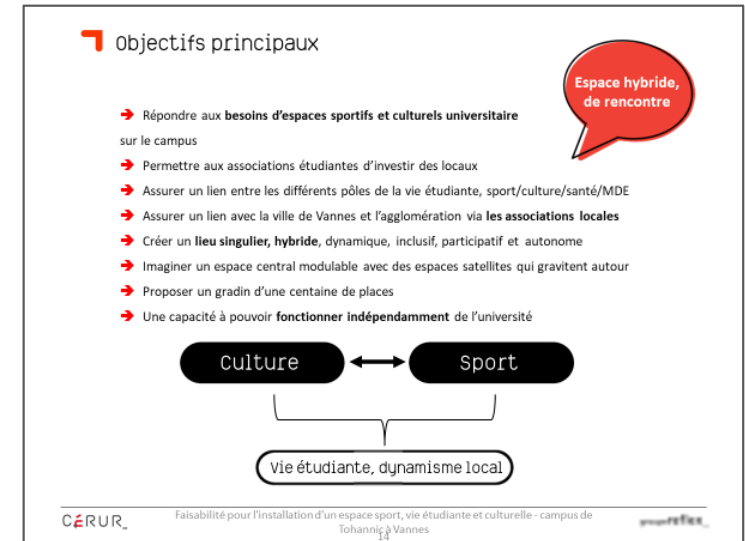 Objectifs principaux
Espace hybride,
de rencontre
➔ Répondre aux besoins d'espaces sportifs et culturels universitaire
sur le campus
➔ Permettre aux associations étudiantes d'investir des locaux
➔ Assurer un lien entre les différents pôles de la vie étudiante, sport/culture/santé/MDE
➔ Assurer un lien avec la ville de Vannes et l'agglomération via les associations locales
➔ Créer un lieu singulier, hybride, dynamique, inclusif, participatif et autonome
➔ Imaginer un espace central modulable avec des espaces satellites qui gravitent autour
➔ Proposer un gradin d'une centaine de places
➔ Une capacité à pouvoir fonctionner indépendamment de l'université
Culture
Sport
Vie étudiante, dynamisme local
CÉRUR_
Faisabilité pour l'installation d'un espace sport, vie étudiante et culturelle - campus de
Tohannic à Vannes
14
groupe reflex_